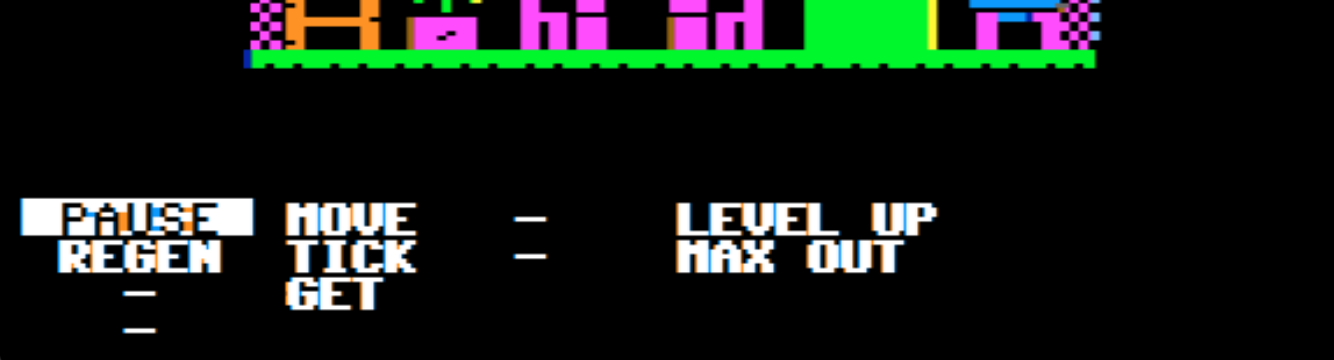 PAUSE MOVE — LEVEL UP
REGEN TICK — MAX OUT
— GET
—